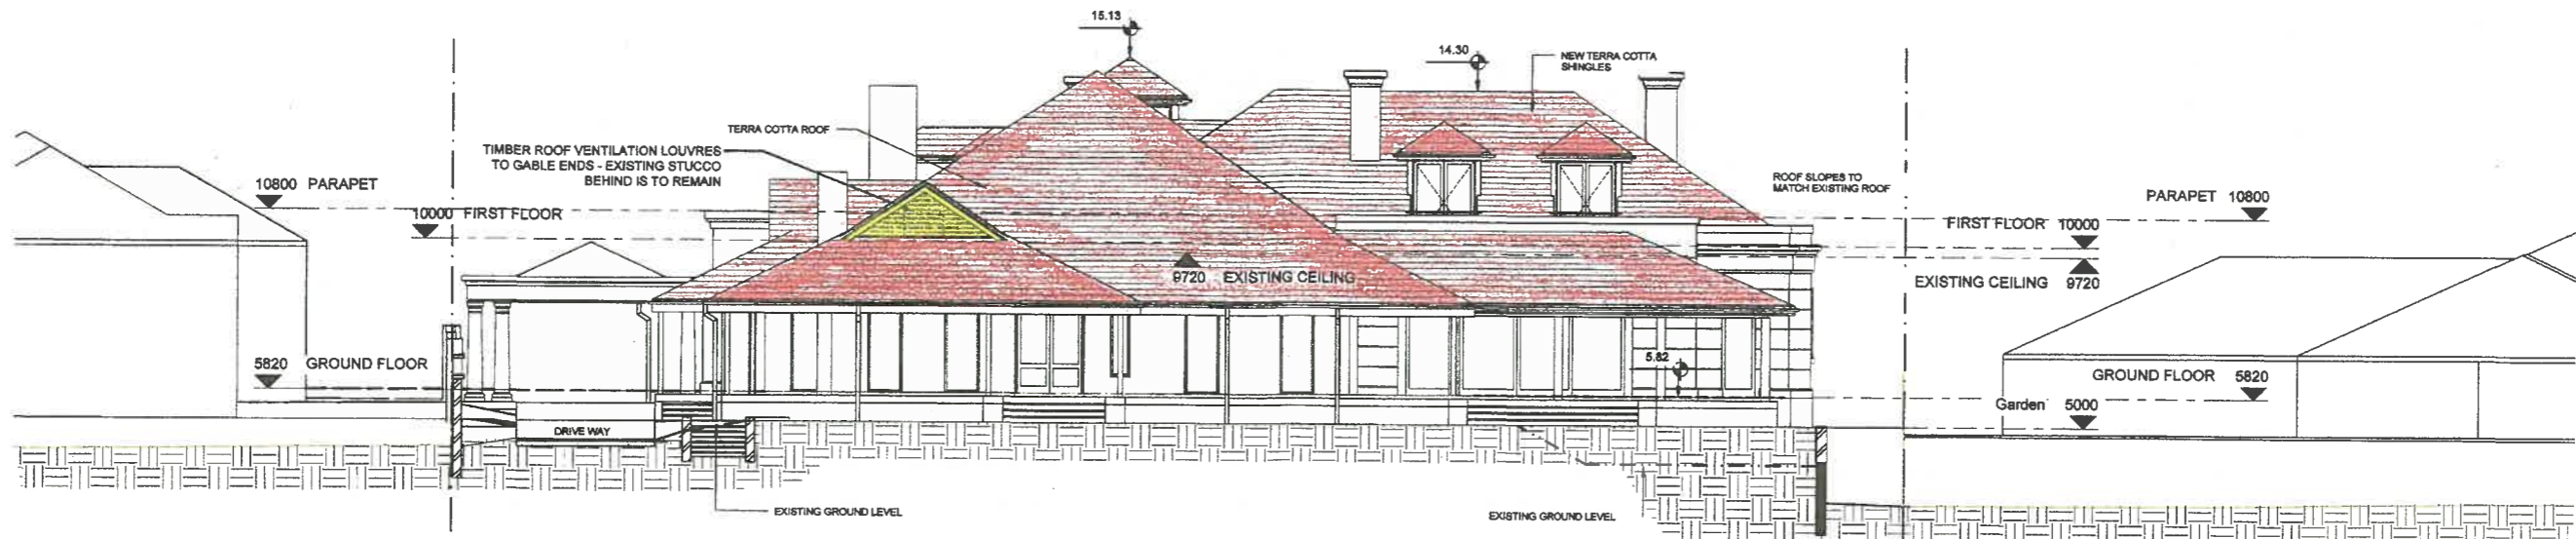 15.13
14.30
NEW TERRA COTTA
SHINGLES
TERRA COTTA ROOF
TIMBER ROOF VENTILATION LOUVRES
TO GABLE ENDS - EXISTING STUCCO
BEHIND IS TO REMAIN
ROOF SLOPES TO
MATCH EXISTING ROOF
10800 PARAPET
10000 FIRST FLOOR
PARAPET 10800
FIRST FLOOR 10000
9720 EXISTING CEILING
EXISTING CEILING 9720
5820 GROUND FLOOR
5.82
GROUND FLOOR 5820
Garden 5000
DRIVE WAY
EXISTING GROUND LEVEL
EXISTING GROUND LEVEL